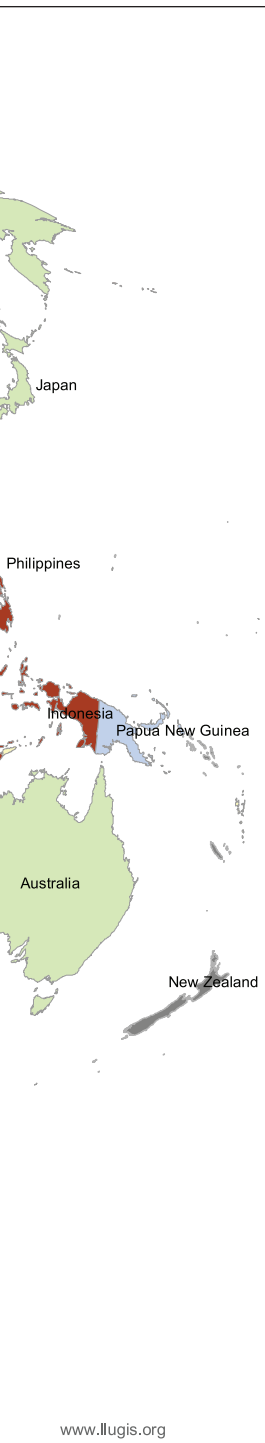 Japan
Philippines
Indonesia
Papua New Guinea
Australia
New Zealand
www.llugis.org